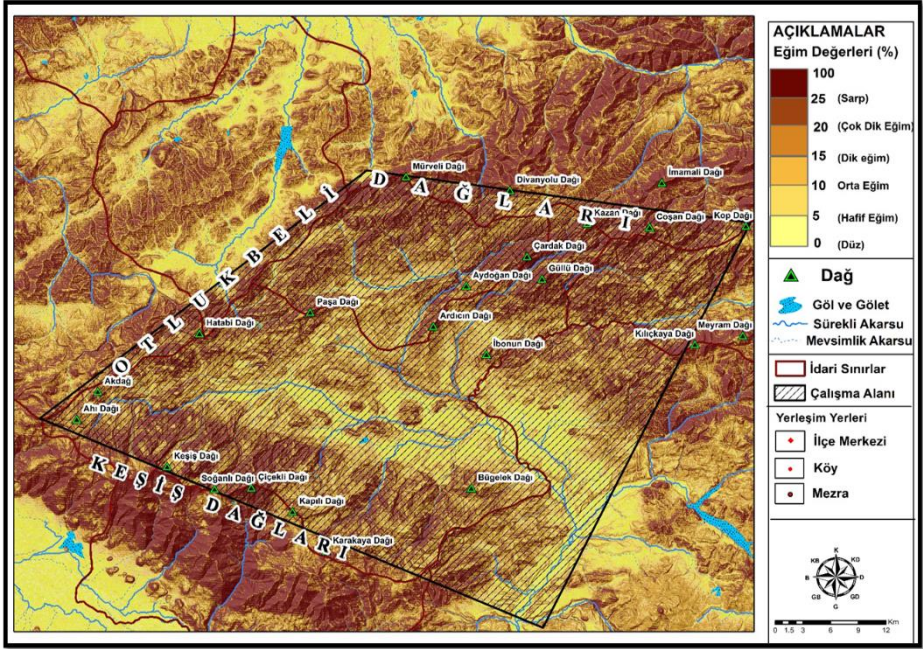 Mürveli Dağı
Divanyolu Dağı
İmamali Dağı
OTLUKBELİ DAĞLARI
Kazan Dağı
Coşan Dağı
Kop Dağı
Çardak Dağı
Güllü Dağı
Aydoğan Dağı
Paşa Dağı
Hatabi Dağı
Ardıcın Dağı
Kılıçkaya Dağı
Meyram Dağı
İbonun Dağı
Akdağ
Ahı Dağı
Keşiş Dağı
Soğanlı Dağı
Çiçekli Dağı
Bügelek Dağı
Kapılı Dağı
KEŞİŞ DAĞLARI
Karakaya Dağı
AÇIKLAMALAR
Eğim Değerleri (%)
100
25 (Sarp)
20 (Çok Dik Eğim)
15 (Dik eğim)
10 Orta Eğim
5 (Hafif Eğim)
0 (Düz)
Dağ
Göl ve Gölet
Sürekli Akarsu
Mevsimlik Akarsu
İdari Sınırlar
Çalışma Alanı
Yerleşim Yerleri
İlçe Merkezi
Köy
Mezra
K
KB KD
B D
GB GD
G
Km
0 1.5 3 6 9 12